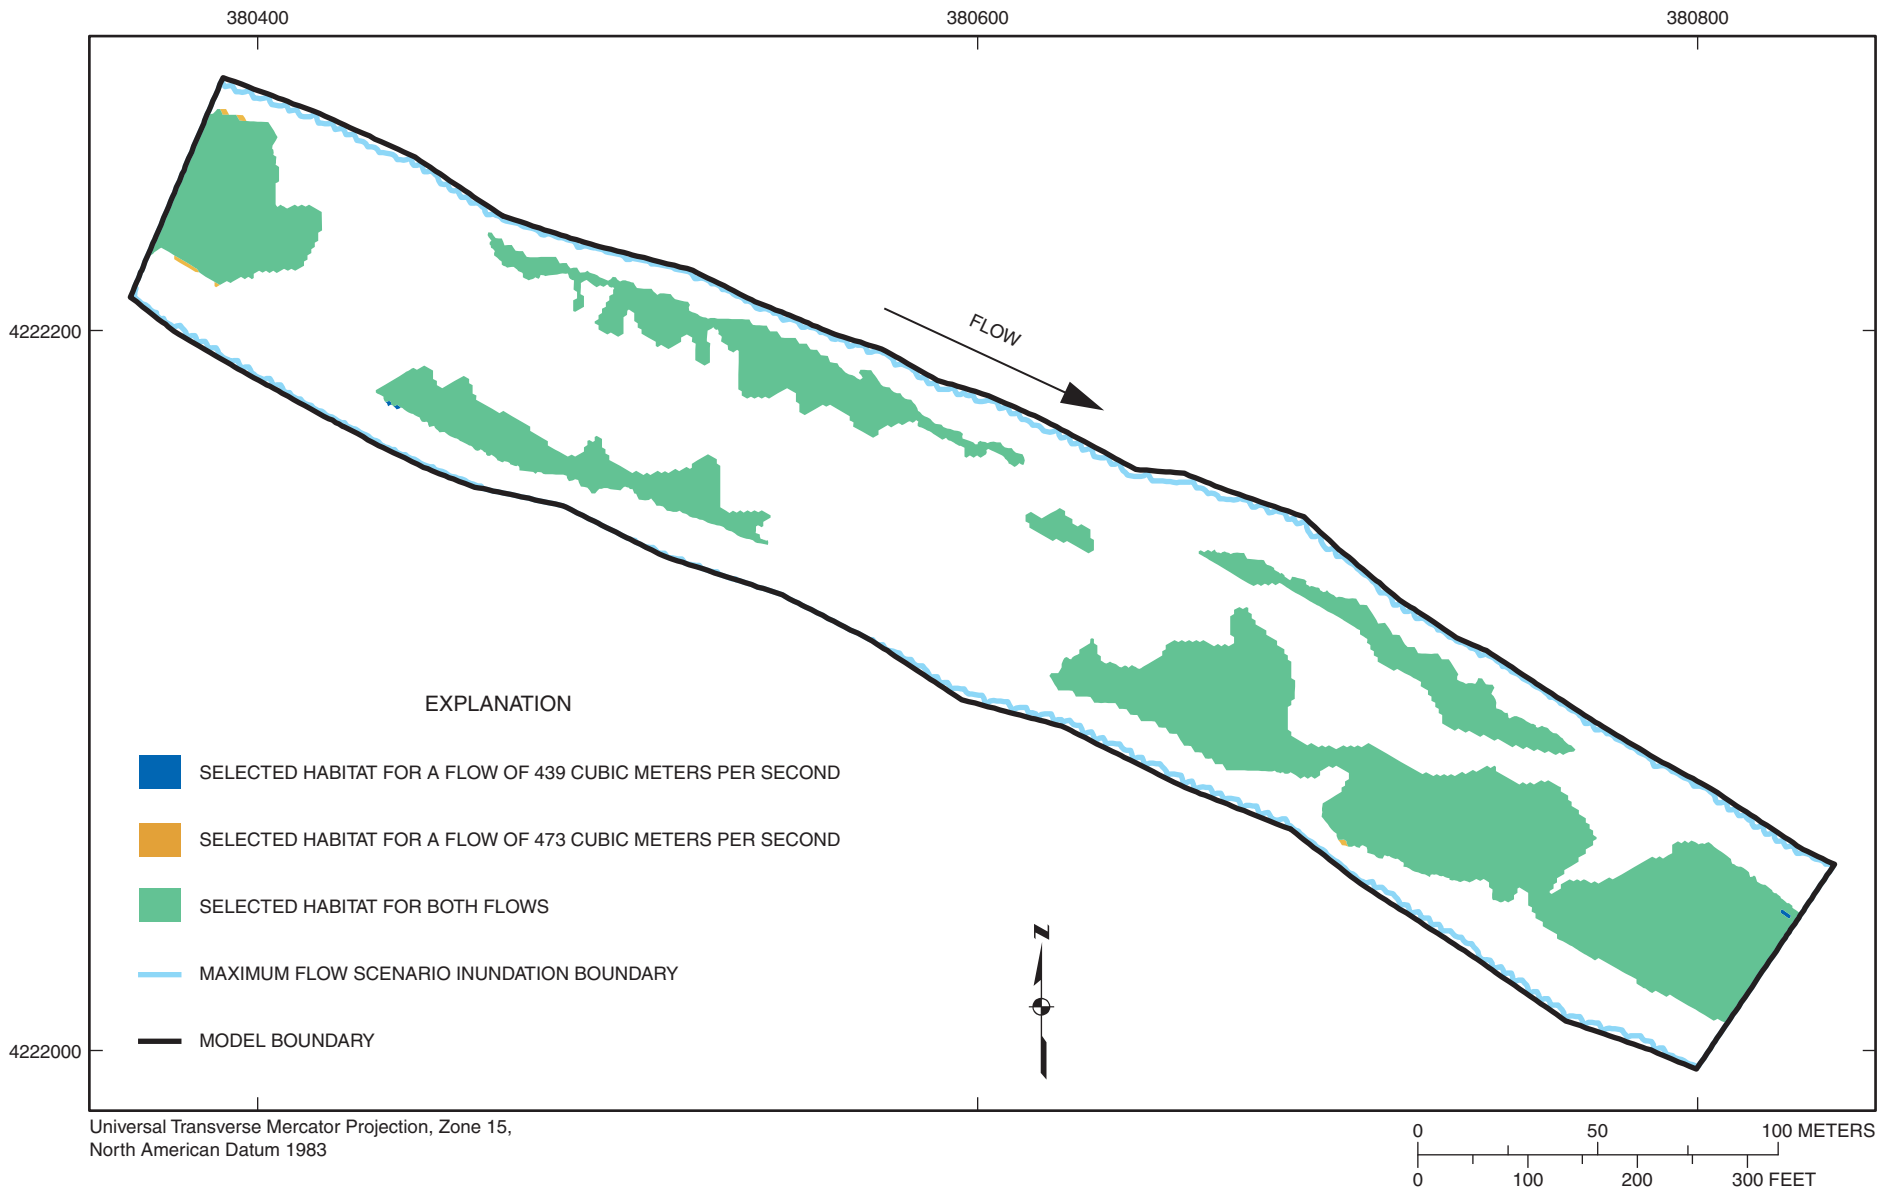 380400 380600 380800
FLOW
4222200
EXPLANATION
SELECTED HABITAT FOR A FLOW OF 439 CUBIC METERS PER SECOND
SELECTED HABITAT FOR A FLOW OF 473 CUBIC METERS PER SECOND
SELECTED HABITAT FOR BOTH FLOWS
N
MAXIMUM FLOW SCENARIO INUNDATION BOUNDARY
MODEL BOUNDARY
4222000
Universal Transverse Mercator Projection, Zone 15,
North American Datum 1983
0 50 100 METERS
0 100 200 300 FEET